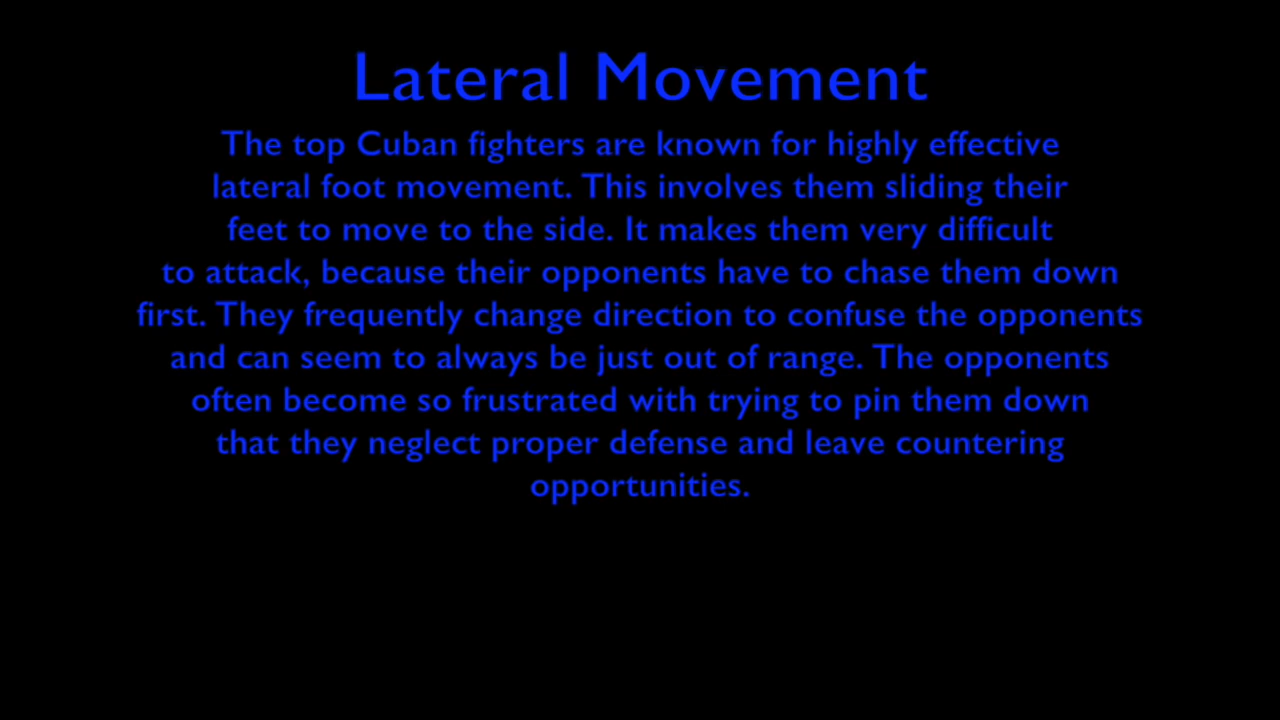 Lateral Movement
The top Cuban fighters are known for highly effective
lateral foot movement. This involves them sliding their
feet to move to the side. It makes them very difficult
to attack, because their opponents have to chase them down
first. They frequently change direction to confuse the opponents
and can seem to always be just out of range. The opponents
often become so frustrated with trying to pin them down
that they neglect proper defense and leave countering
opportunities.